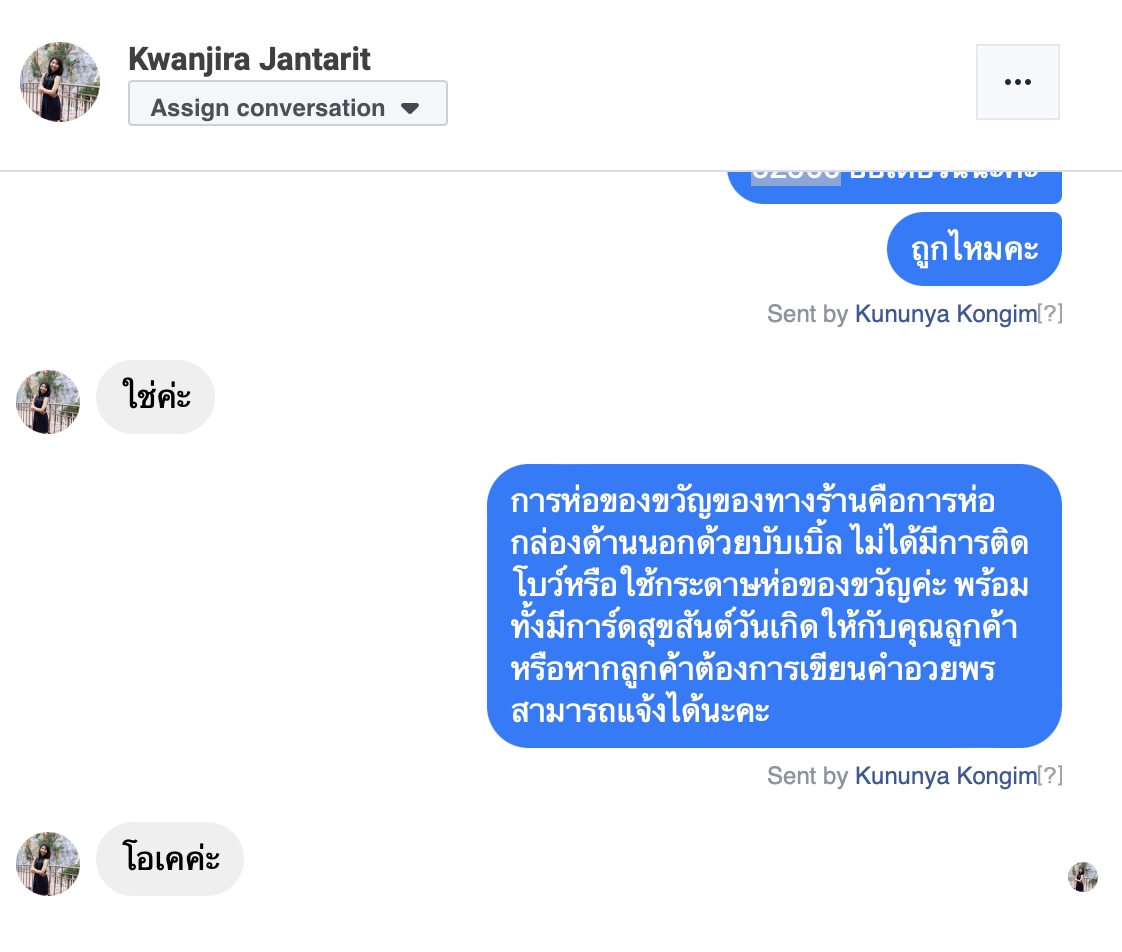 Kwanjira Jantarit
Assign conversation
ถูกไหมคะ
Sent by Kununya Kongim[?]
ใช่ค่ะ
การห่อของขวัญของทางร้านคือการห่อ
กล่องด้านนอกด้วยบับเบิ้ล ไม่ได้มีการติด
โบว์หรือใช้กระดาษห่อของขวัญค่ะ พร้อม
ทั้งมีการ์ดสุขสันต์วันเกิดให้กับคุณลูกค้า
หรือหากลูกค้าต้องการเขียนคำอวยพร
สามารถแจ้งได้นะคะ
Sent by Kununya Kongim[?]
โอเคค่ะ